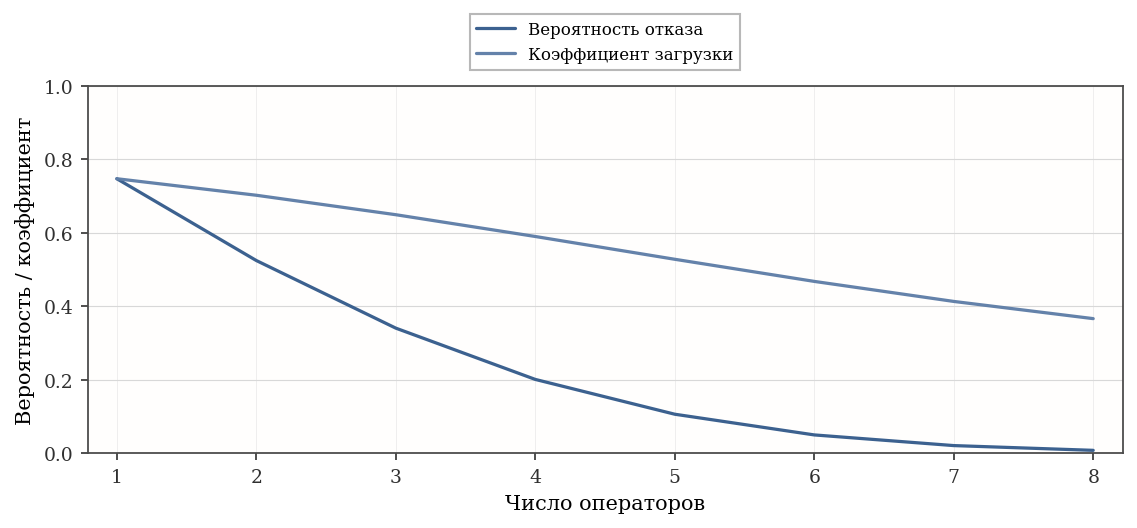 Вероятность отказа
Коэффициент загрузки
Вероятность / коэффициент
1.0
0.8
0.6
0.4
0.2
0.0
1 2 3 4 5 6 7 8
Число операторов